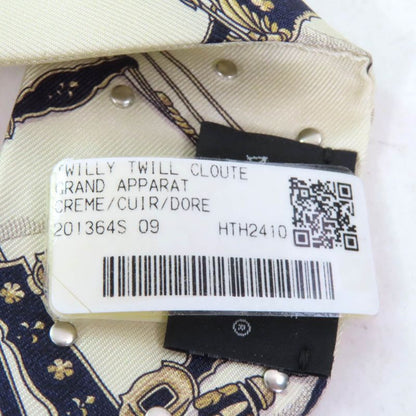 TWILLY TWILL CLOUTE
GRAND APPARAT
CREME/CUIR/DORE
201364S 09 HTH2410
®